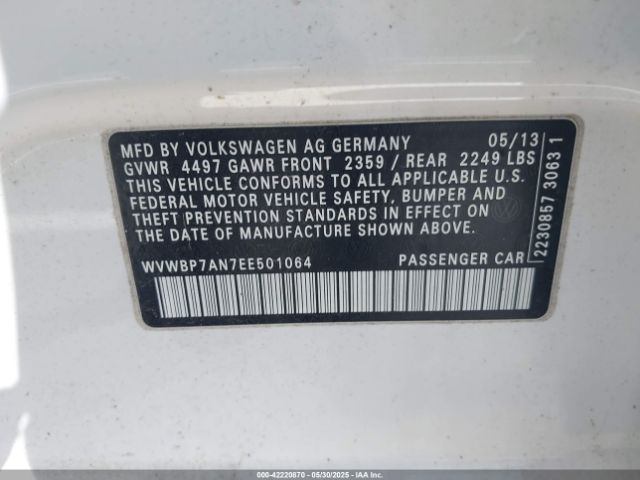 MFD BY VOLKSWAGEN AG GERMANY 05/13
GVWR 4497 GAWR FRONT 2359 / REAR 2249 LBS
THIS VEHICLE CONFORMS TO ALL APPLICABLE U.S.
FEDERAL MOTOR VEHICLE SAFETY, BUMPER AND
THEFT PREVENTION STANDARDS IN EFFECT ON
THE DATE OF MANUFACTURE SHOWN ABOVE.
WVWBP7AN7EE501064 PASSENGER CAR
2230857 3063 1
000-42220870 • 05/30/2025 • IAA Inc. Copyright